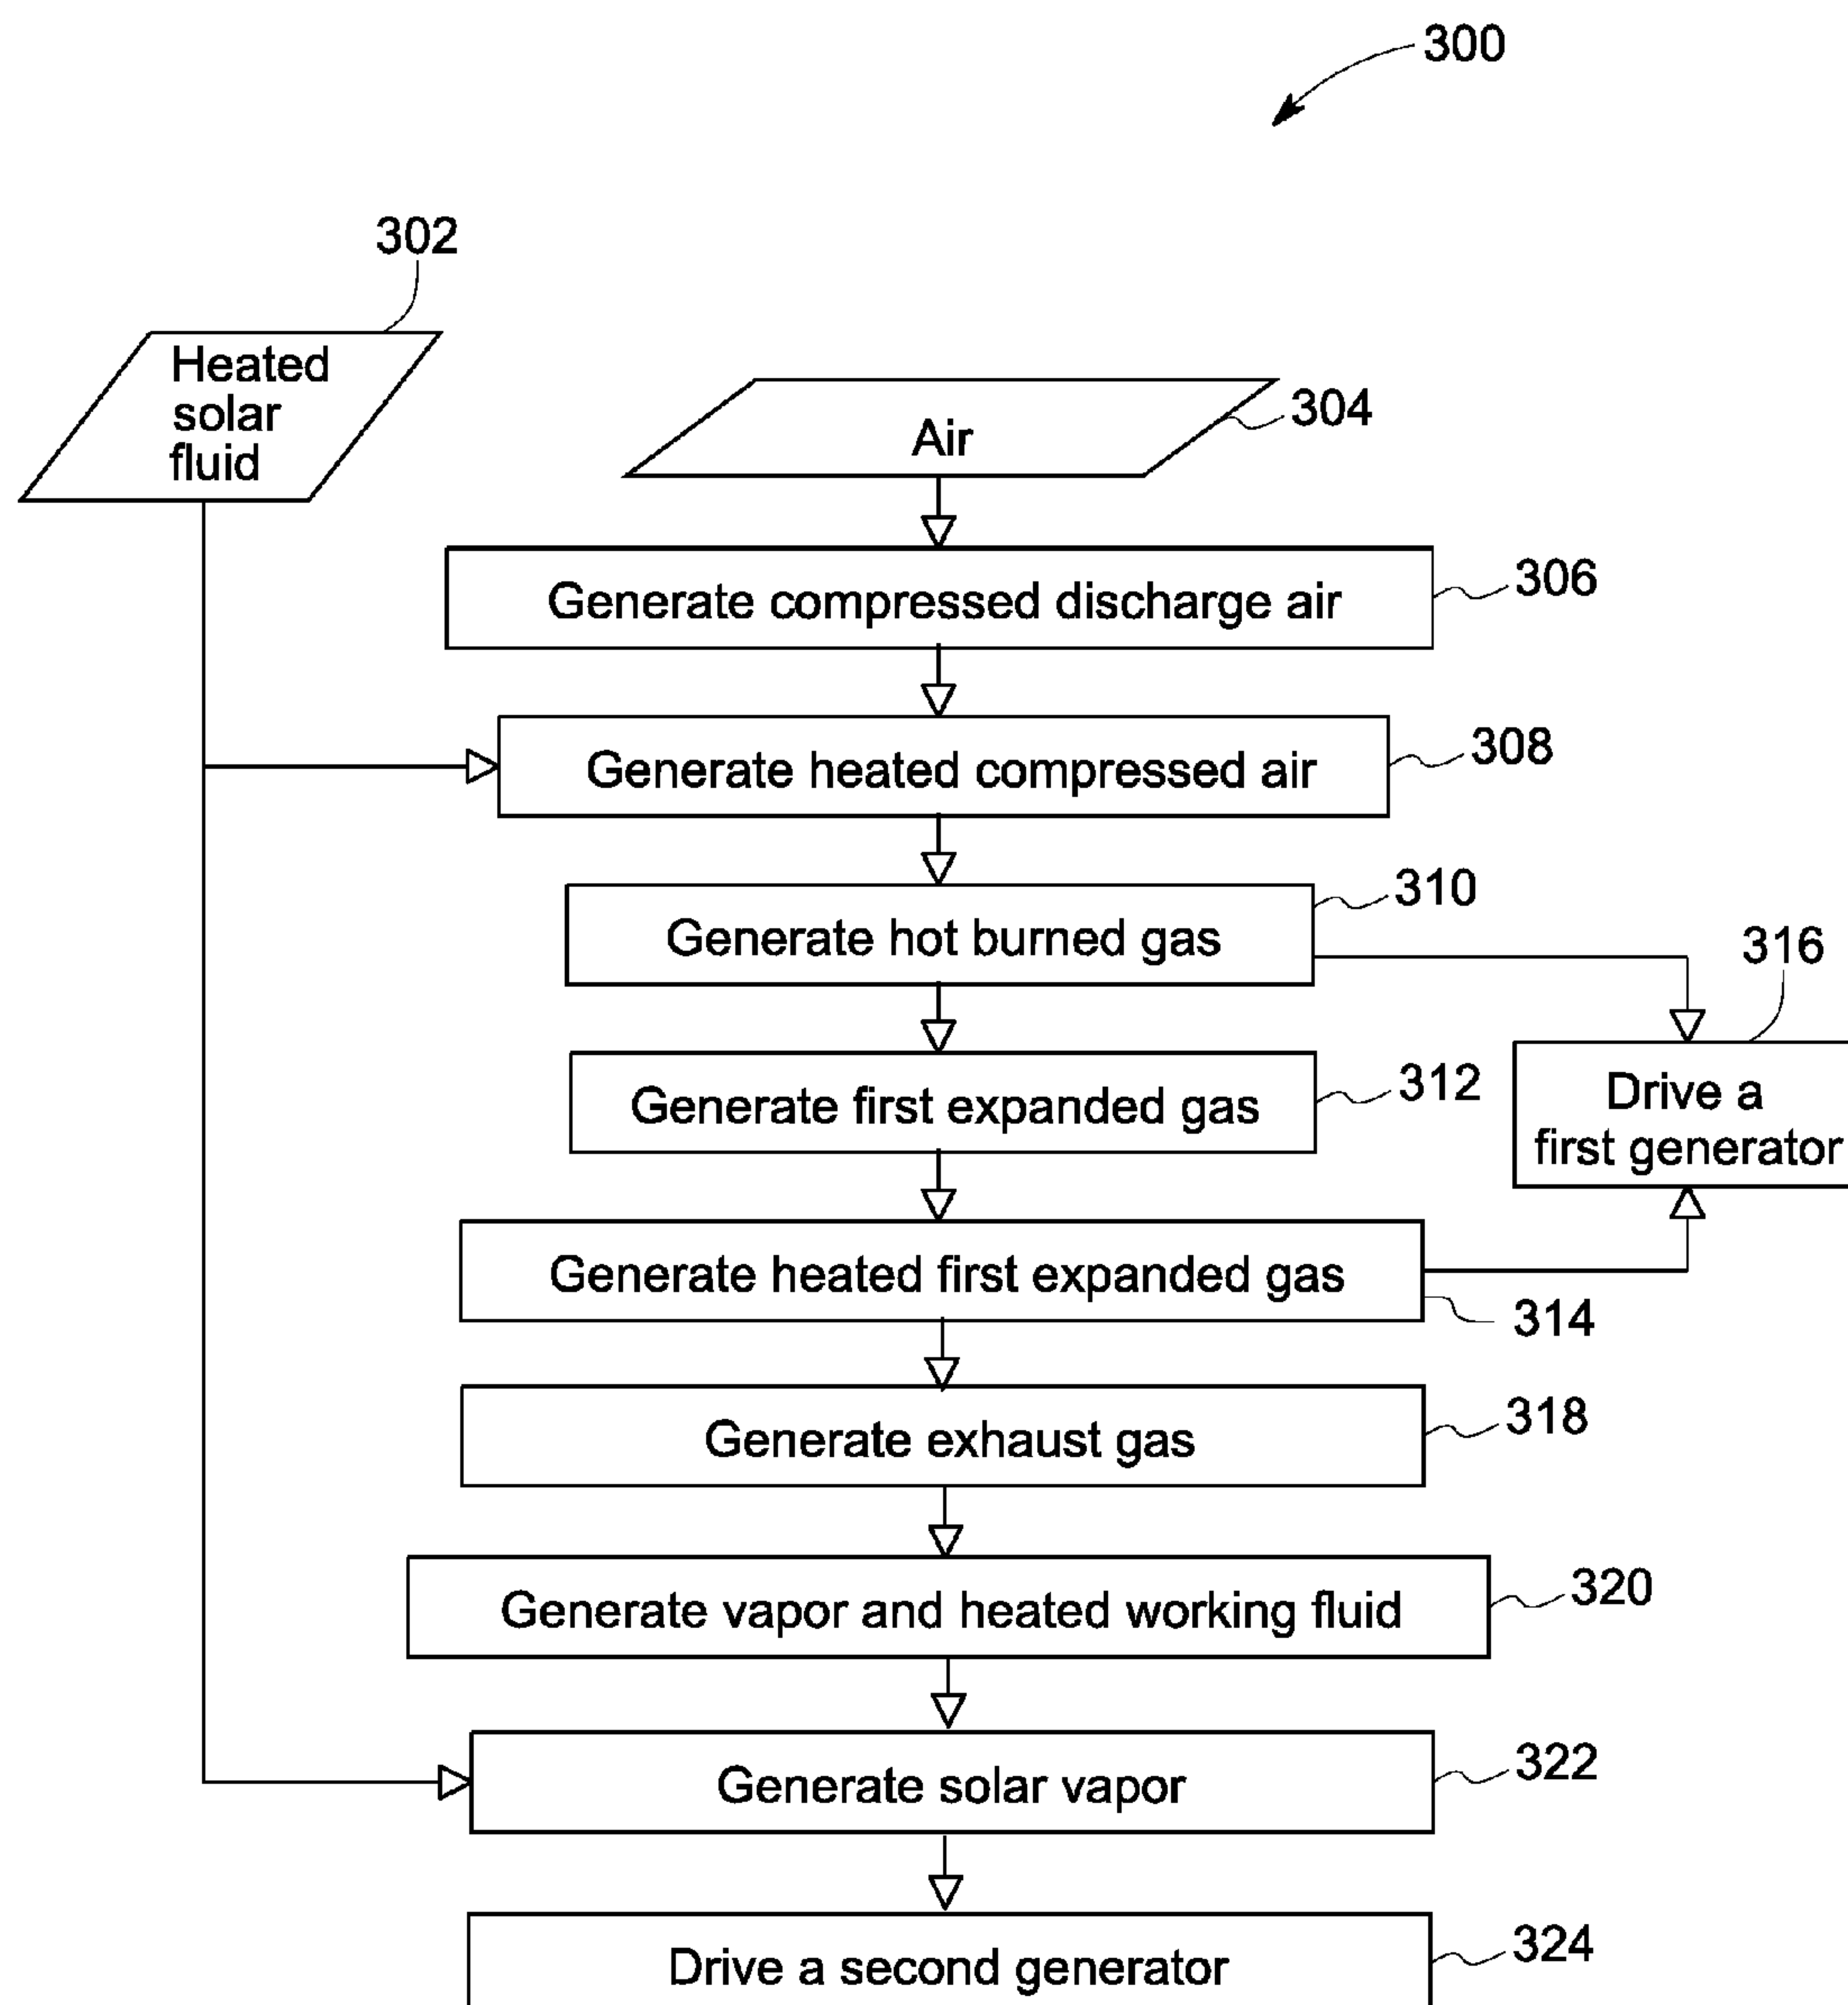 300
302
Heated
solar
fluid
304
Air
306
Generate compressed discharge air
308
Generate heated compressed air
310
Generate hot burned gas
316
Drive a
first generator
312
Generate first expanded gas
Generate heated first expanded gas
314
318
Generate exhaust gas
320
Generate vapor and heated working fluid
322
Generate solar vapor
324
Drive a second generator